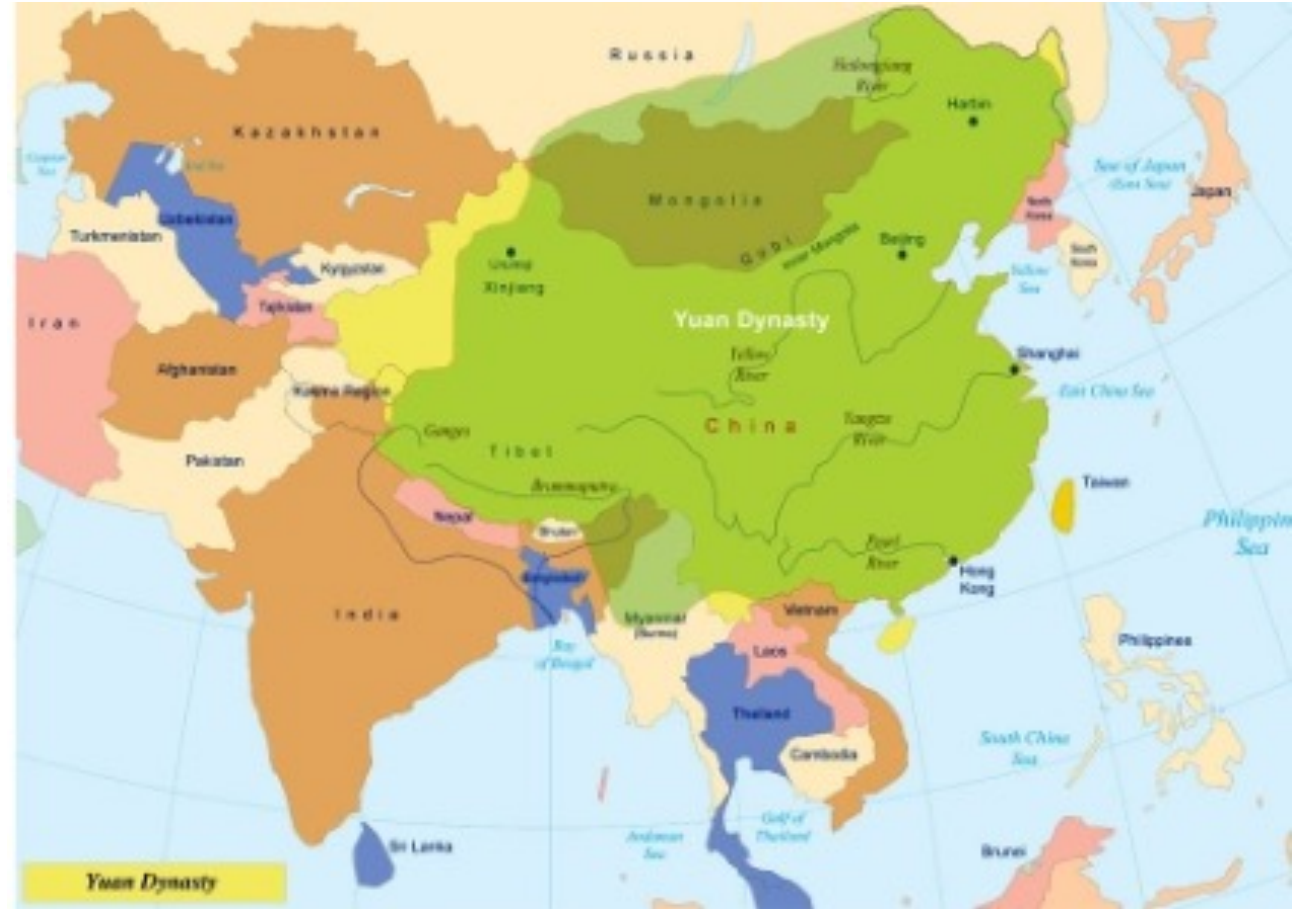 Russia
Heilongjiang
River
Harbin
Kazakhstan
Caspian
Sea
Aral Sea
Mongolia
Sea of Japan
(East Sea)
Japan
Uzbekistan
Turkmenistan
Gobi
Inner Mongolia
Beijing
North
Korea
South
Korea
Kyrgyzstan
Urumqi
Xinjiang
Yellow
Sea
Tajikistan
Iran
Yuan Dynasty
Yellow
River
Shanghai
Afghanistan
East China Sea
Region
China
Yangtze
River
Ganges
Tibet
Pakistan
Taiwan
Nepal
Bhutan
Philippin
Sea
Pearl
River
Hong
Kong
Bangladesh
India
Myanmar
(Burma)
Vietnam
Philippines
Bay
of Bengal
Laos
Thailand
Cambodia
South China
Sea
Andaman
Sea
Gulf of
Thailand
Sri Lanka
Brunei
Yuan Dynasty